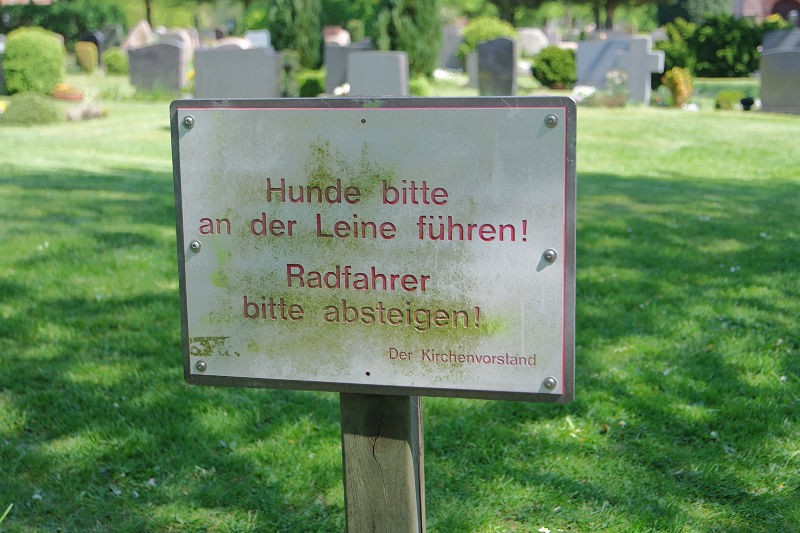 Hunde bitte
an der Leine führen!
Radfahrer
bitte absteigen!
Der Kirchenvorstand